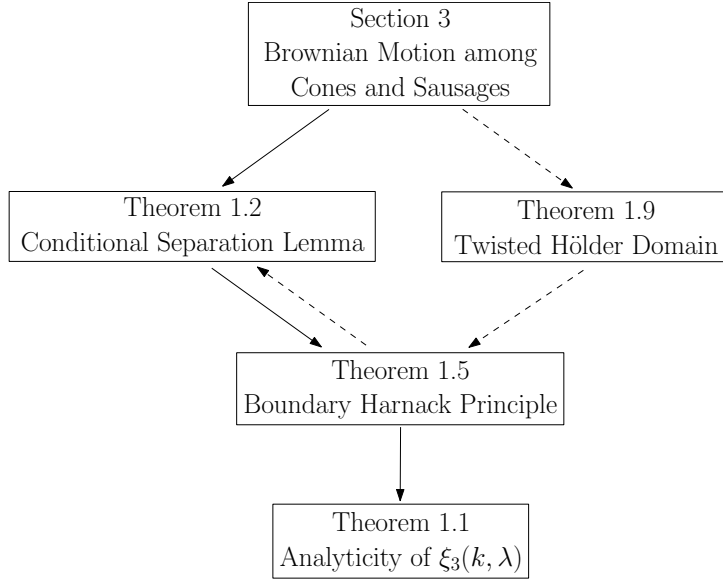 Section 3
Brownian Motion among
Cones and Sausages
Theorem 1.2
Conditional Separation Lemma
Theorem 1.9
Twisted Hölder Domain
Theorem 1.5
Boundary Harnack Principle
Theorem 1.1
Analyticity of ξ₃(k, λ)